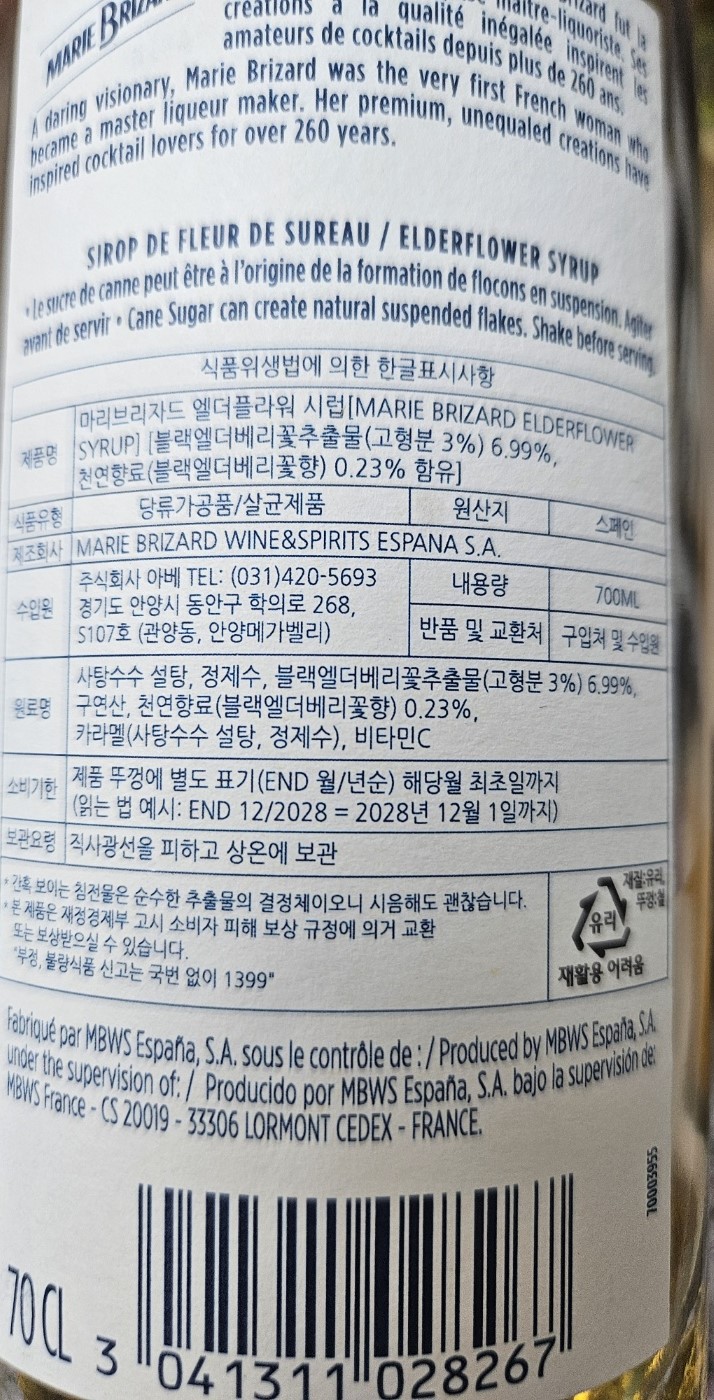 MARIE
créations à la qualité inégalée inspirent les
amateurs de cocktails depuis plus de 260 ans.
A daring visionary, Marie Brizard was the very first French woman who
became a master liqueur maker. Her premium, unequaled creations have
inspired cocktail lovers for over 260 years.
SIROP DE FLEUR DE SUREAU / ELDERFLOWER SYRUP
• Le sucre de canne peut être à l'origine de la formation de flocons en suspension. Agiter
avant de servir • Cane Sugar can create natural suspended flakes. Shake before serving.
식품위생법에 의한 한글표시사항
제품명
마리브리자드 엘더플라워 시럽[MARIE BRIZARD ELDERFLOWER
SYRUP] [블랙엘더베리꽃추출물(고형분 3%) 6.99%,
천연향료(블랙엘더베리꽃향) 0.23% 함유]
식품유형 당류가공품/살균제품 원산지 스페인
제조회사 MARIE BRIZARD WINE&SPIRITS ESPANA S.A.
수입원
주식회사 아베 TEL: (031)420-5693
경기도 안양시 동안구 학의로 268,
S107호 (관양동, 안양메가벨리)
내용량 700ML
반품 및 교환처 구입처 및 수입원
원료명
사탕수수 설탕, 정제수, 블랙엘더베리꽃추출물(고형분 3%) 6.99%,
구연산, 천연향료(블랙엘더베리꽃향) 0.23%,
카라멜(사탕수수 설탕, 정제수), 비타민C
소비기한
제품 뚜껑에 별도 표기(END 월/년순) 해당월 최초일까지
(읽는 법 예시: END 12/2028 = 2028년 12월 1일까지)
보관요령 직사광선을 피하고 상온에 보관
* 간혹 보이는 침전물은 순수한 추출물의 결정체이오니 시음해도 괜찮습니다.
* 본 제품은 재정경제부 고시 소비자 피해 보상 규정에 의거 교환
또는 보상받으실 수 있습니다.
"부정, 불량식품 신고는 국번 없이 1399"
재질:유리,
뚜껑:철
유리
재활용 어려움
Fabriqué par MBWS España, S.A. sous le contrôle de : / Produced by MBWS España, S.A.
under the supervision of: / Producido por MBWS España, S.A. bajo la supervisión de:
MBWS France - CS 20019 - 33306 LORMONT CEDEX - FRANCE.
70003955
70 CL
3 041311 028267